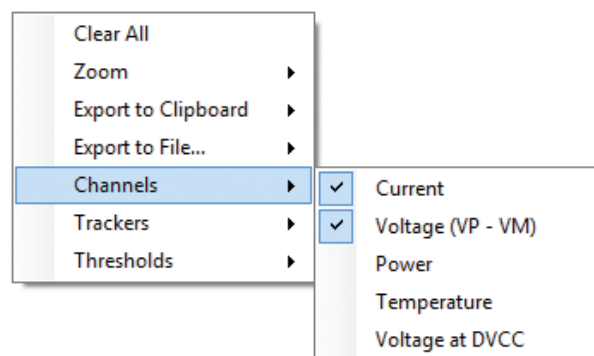 Clear All
Zoom
Export to Clipboard
Export to File...
Channels
Trackers
Thresholds
Current
Voltage (VP - VM)
Power
Temperature
Voltage at DVCC